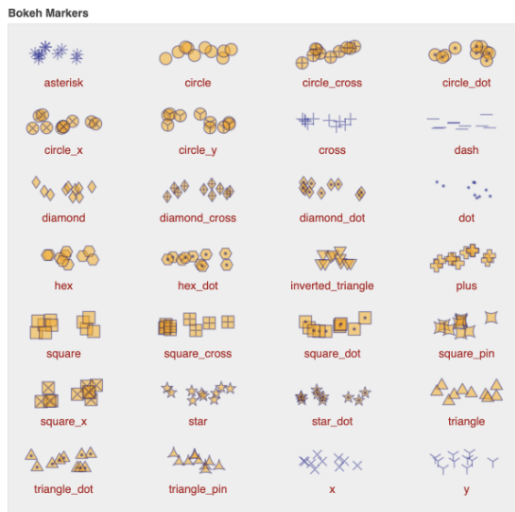 Bokeh Markers
asterisk circle circle_cross circle_dot
circle_x circle_y cross dash
diamond diamond_cross diamond_dot dot
hex hex_dot inverted_triangle plus
square square_cross square_dot square_pin
square_x star star_dot triangle
triangle_dot triangle_pin x y